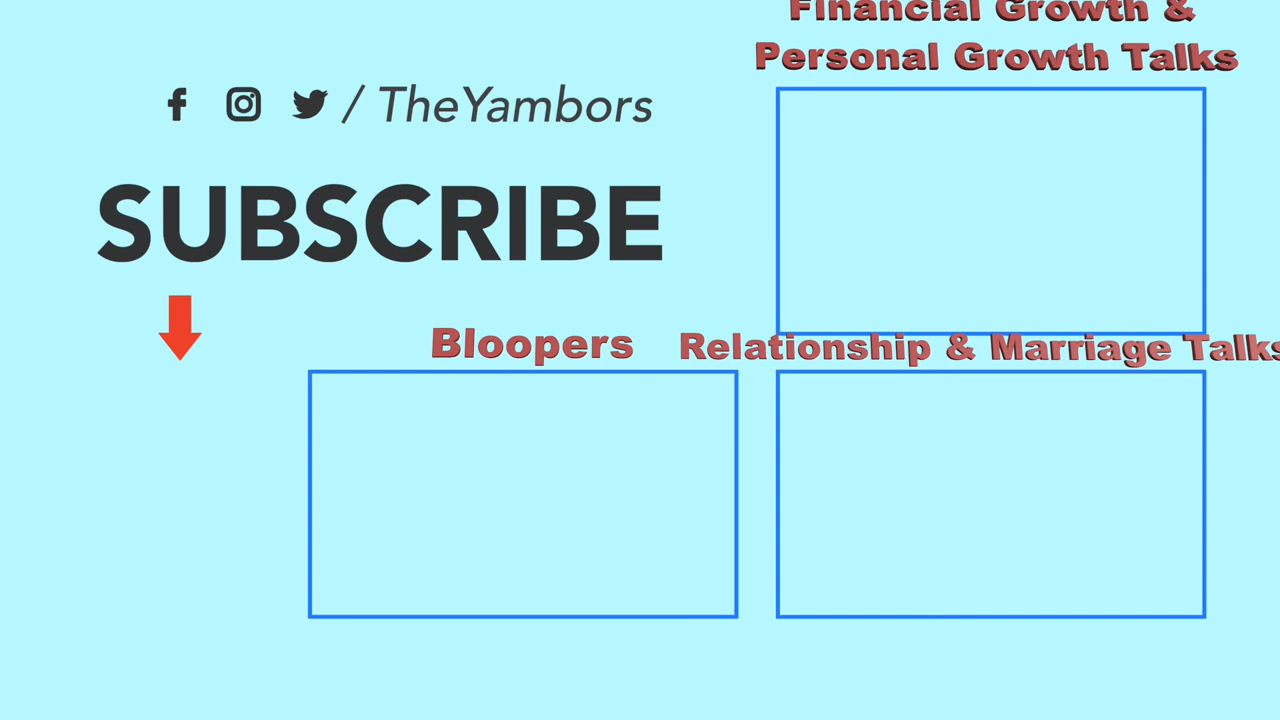 Financial Growth &
Personal Growth Talks
/ TheYambors
SUBSCRIBE
Bloopers
Relationship & Marriage Talks